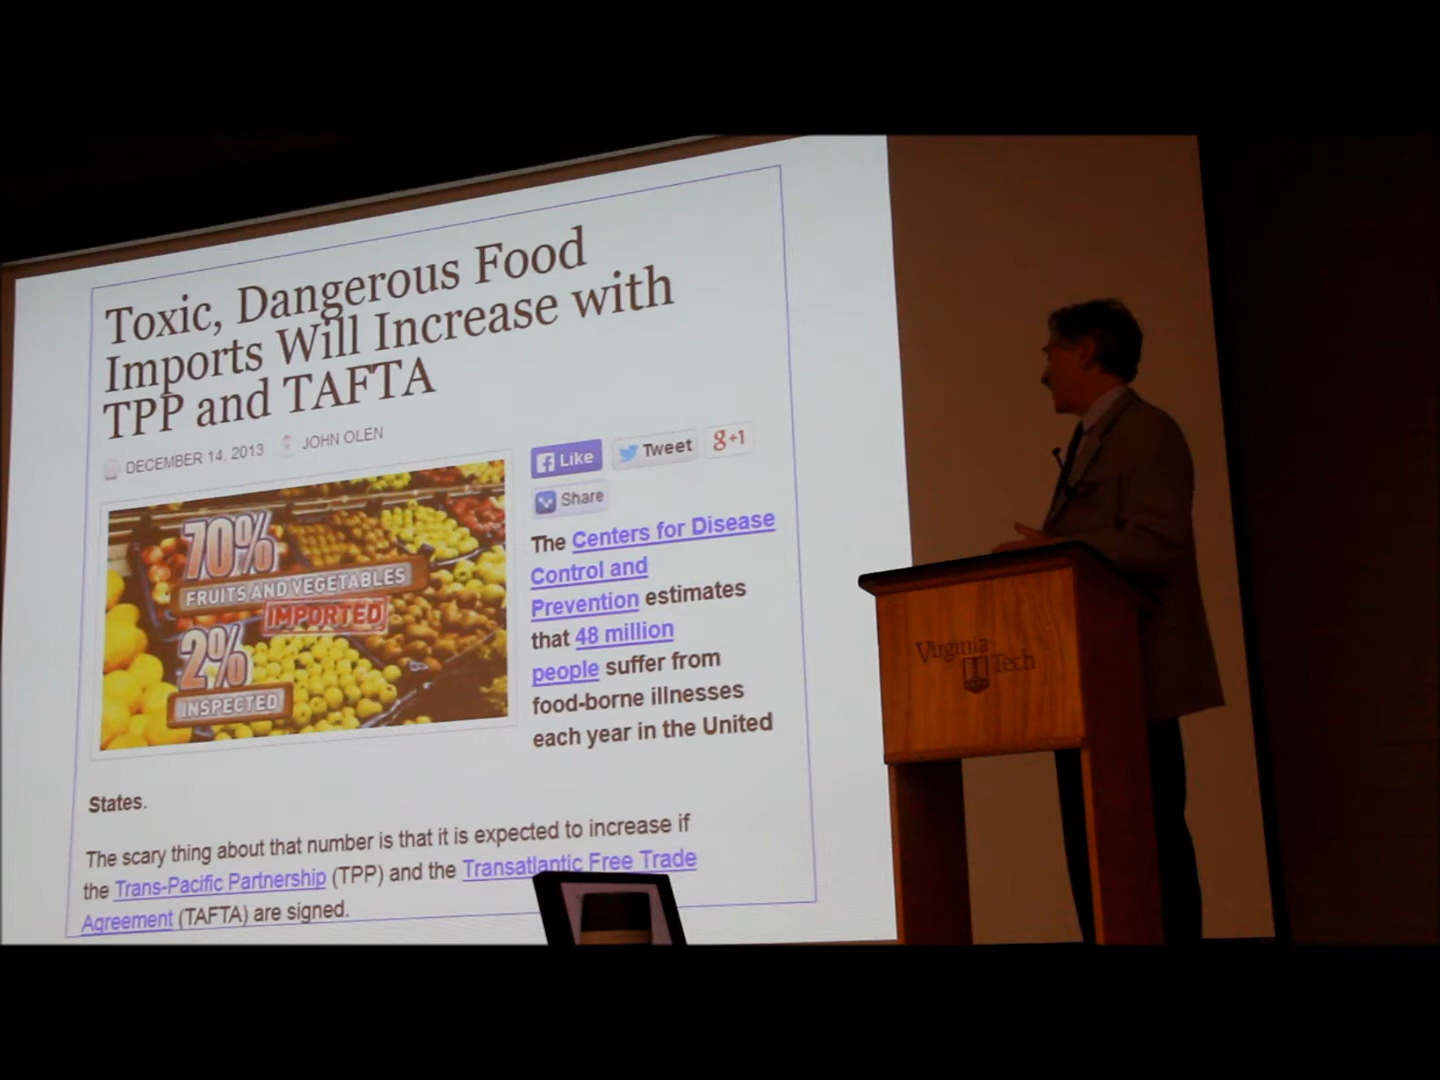 Toxic, Dangerous Food
Imports Will Increase with
TPP and TAFTA
DECEMBER 14, 2013 JOHN OLEN
Like
Tweet
g+1
Share
70%
FRUITS AND VEGETABLES
IMPORTED
2%
INSPECTED
The Centers for Disease
Control and
Prevention estimates
that 48 million
people suffer from
food-borne illnesses
each year in the United
States.
The scary thing about that number is that it is expected to increase if
the Trans-Pacific Partnership (TPP) and the Transatlantic Free Trade
Agreement (TAFTA) are signed.
Virginia
Tech